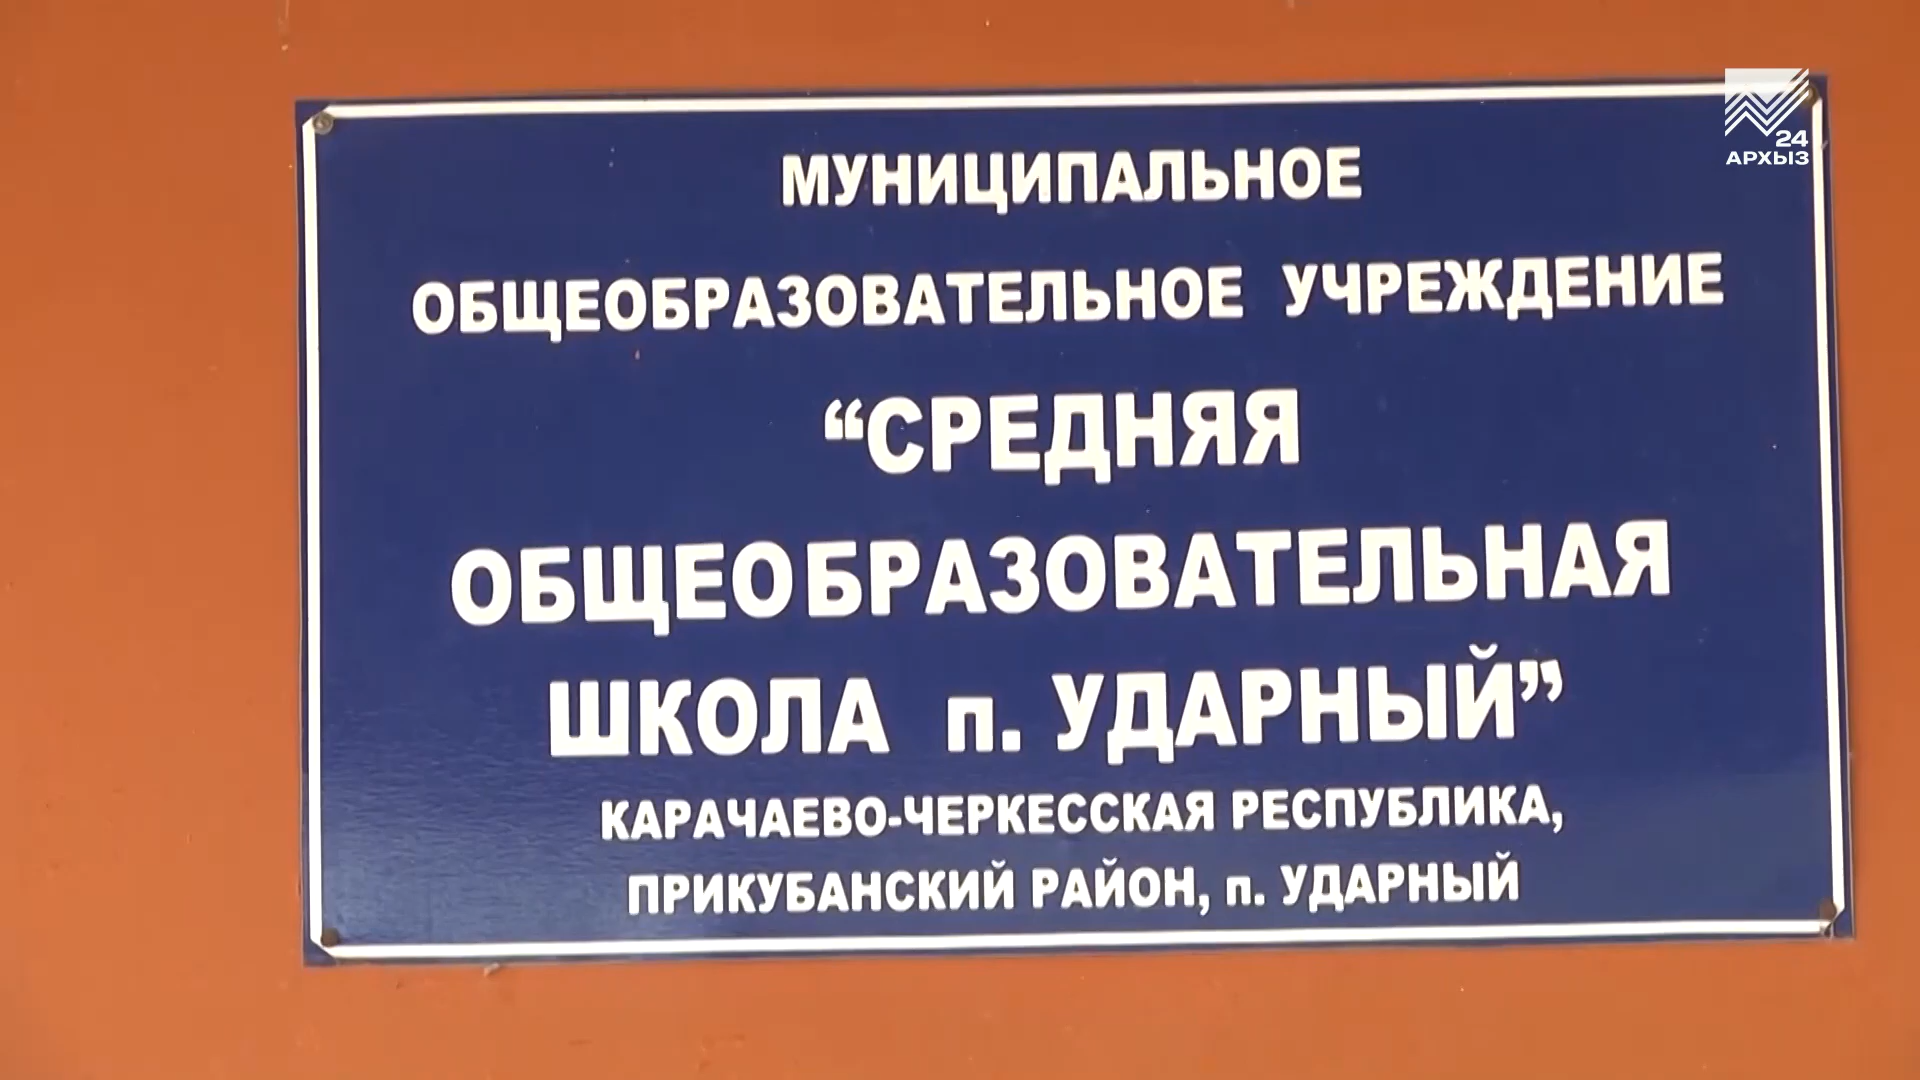 24
АРХЫЗ
МУНИЦИПАЛЬНОЕ
ОБЩЕОБРАЗОВАТЕЛЬНОЕ УЧРЕЖДЕНИЕ
“СРЕДНЯЯ
ОБЩЕОБРАЗОВАТЕЛЬНАЯ
ШКОЛА п. УДАРНЫЙ”
КАРАЧАЕВО-ЧЕРКЕССКАЯ РЕСПУБЛИКА,
ПРИКУБАНСКИЙ РАЙОН, п. УДАРНЫЙ